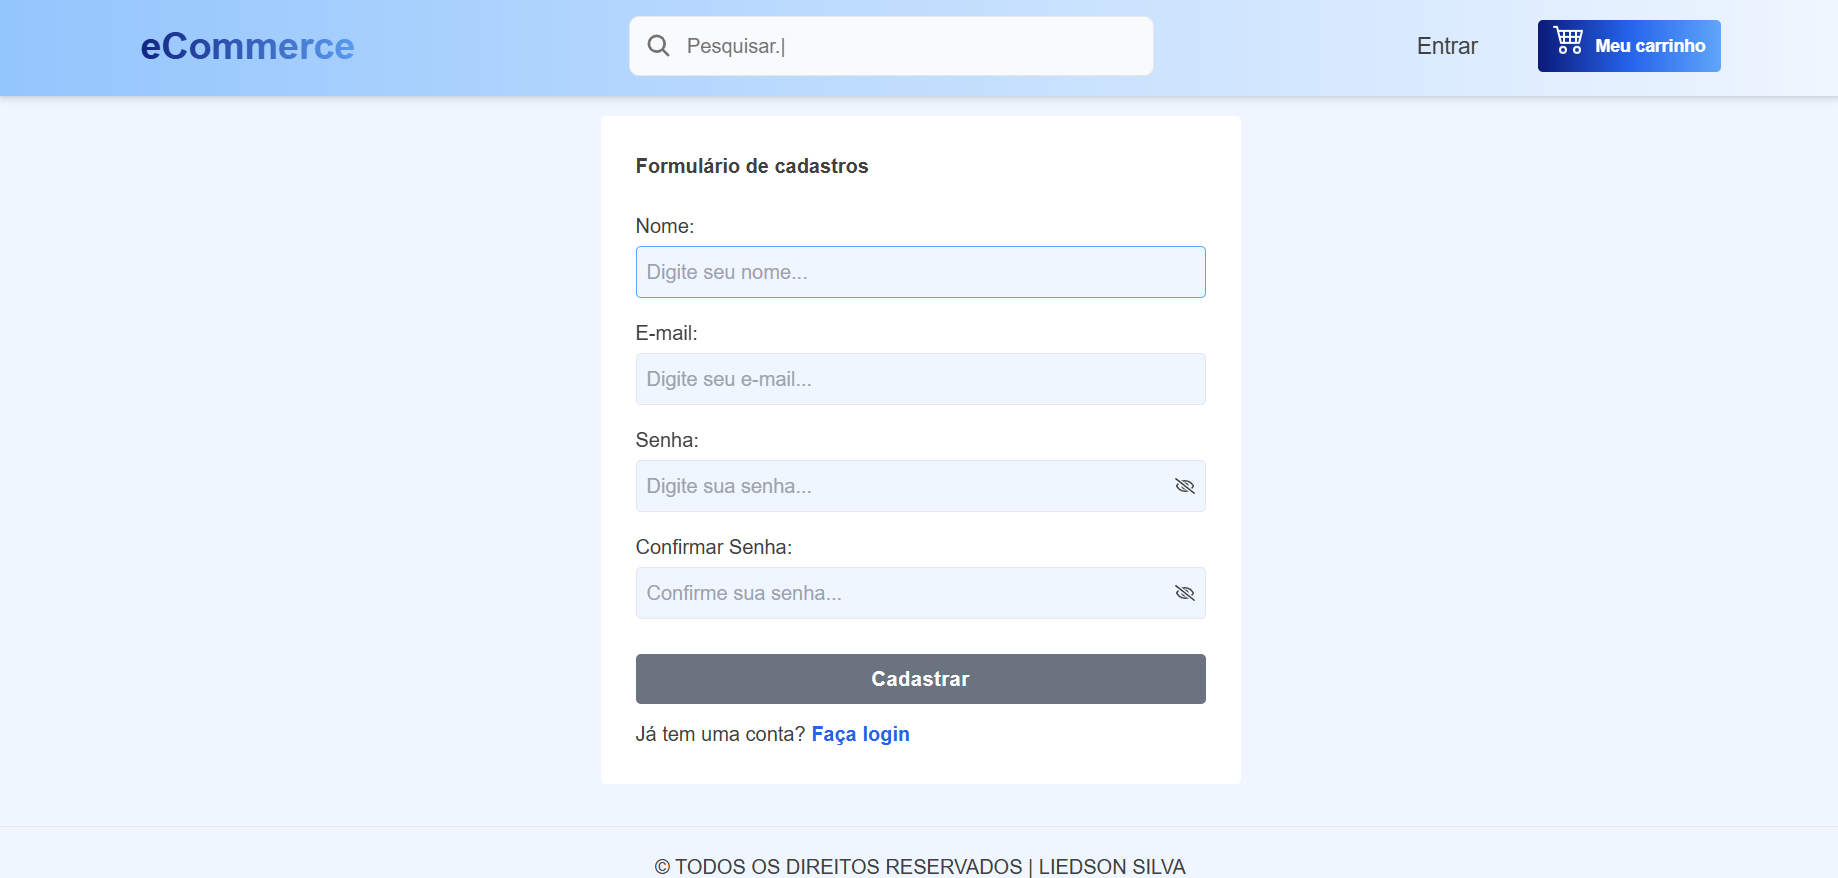 eCommerce
Pesquisar.|
Entrar
Meu carrinho
Formulário de cadastros
Nome:
Digite seu nome...
E-mail:
Digite seu e-mail...
Senha:
Digite sua senha...
Confirmar Senha:
Confirme sua senha...
Cadastrar
Já tem uma conta? Faça login
© TODOS OS DIREITOS RESERVADOS | LIEDSON SILVA